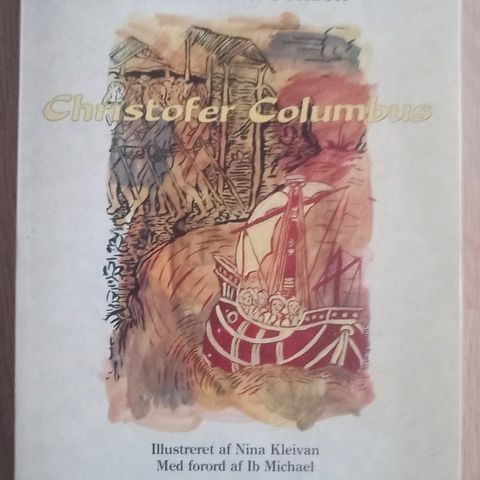 Christofer Columbus
Illustreret af Nina Kleivan
Med forord af Ib Michael